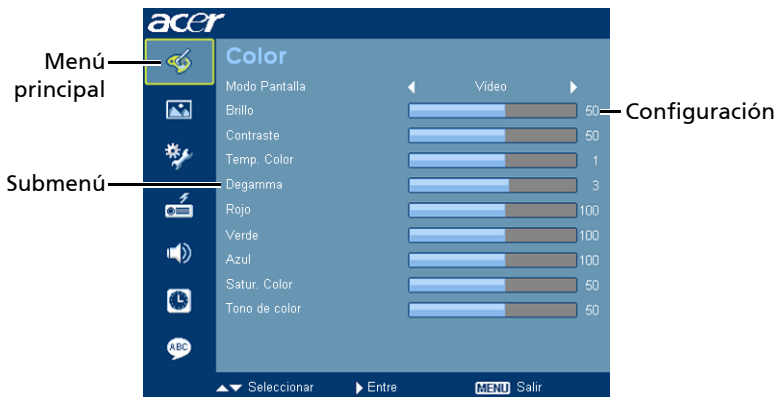 acer
Menú
principal
Color
Modo Pantalla Vídeo
Brillo 50
Configuración
Contraste 50
Temp. Color 1
Submenú
Degamma 3
Rojo 100
Verde 100
Azul 100
Satur. Color 50
Tono de color 50
ABC
Seleccionar Entre MENU Salir